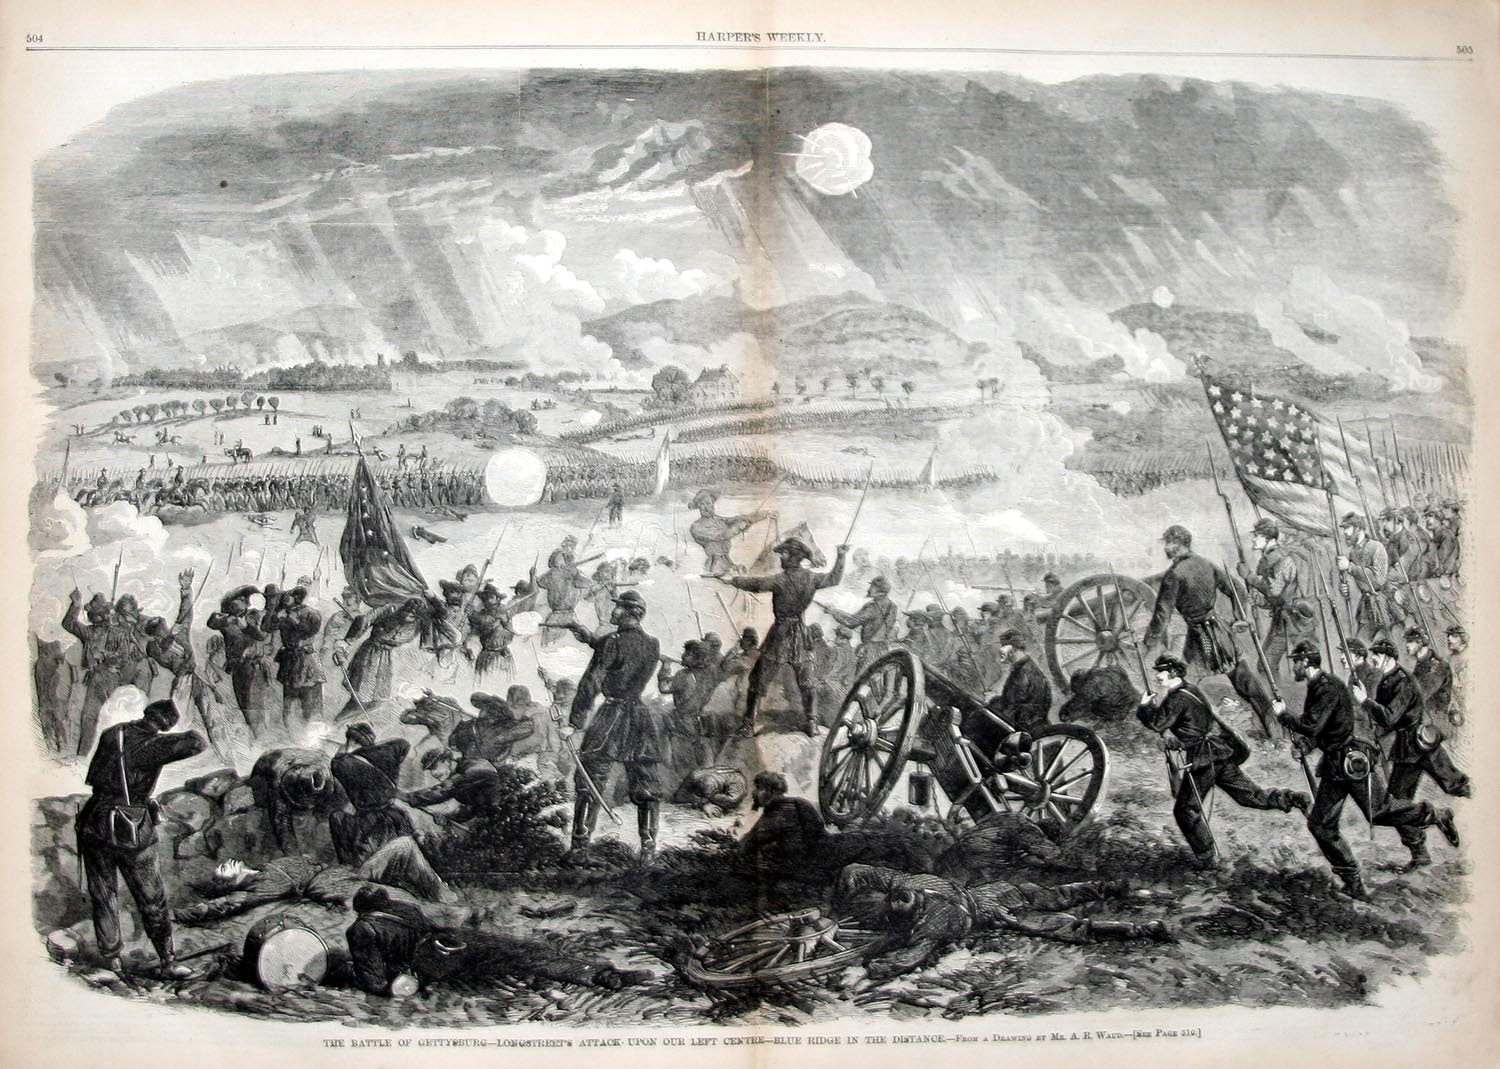 504
HARPER'S WEEKLY.
505
THE BATTLE OF GETTYSBURG—LONGSTREET'S ATTACK UPON OUR LEFT CENTRE—BLUE RIDGE IN THE DISTANCE.—From a Drawing by Mr. A. R. Waud.—[See Page 510.]